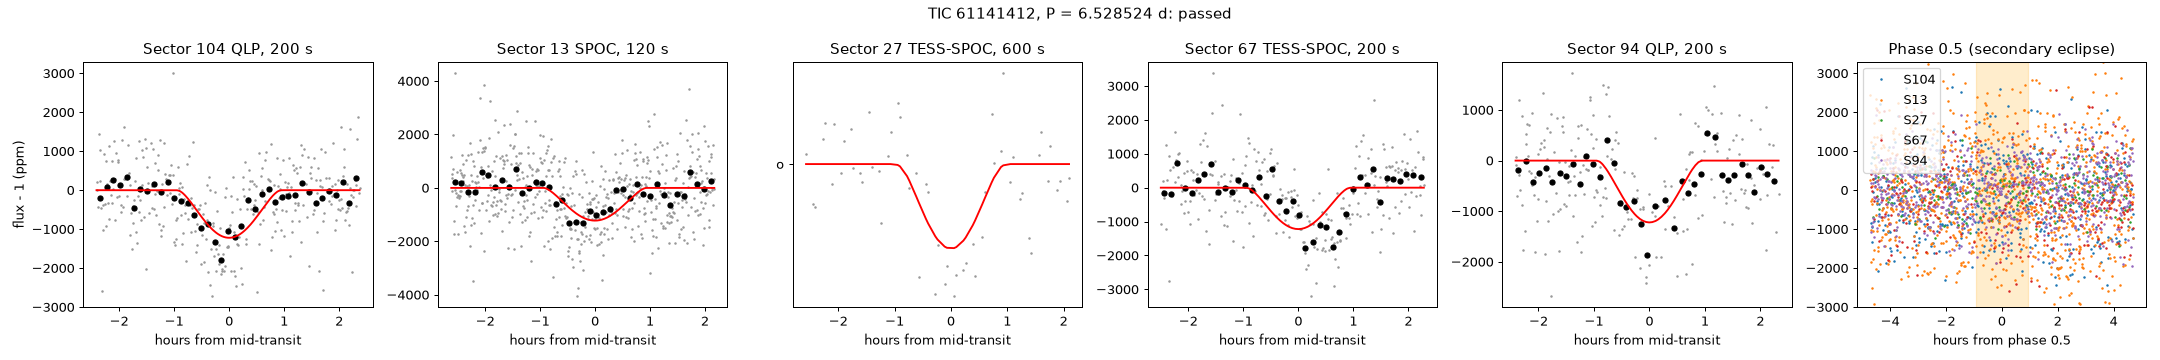 TIC 61141412, P = 6.528524 d: passed
Sector 104 QLP, 200 s
Sector 13 SPOC, 120 s
Sector 27 TESS-SPOC, 600 s
Sector 67 TESS-SPOC, 200 s
Sector 94 QLP, 200 s
Phase 0.5 (secondary eclipse)
flux - 1 (ppm)
3000
2000
1000
0
−1000
−2000
−3000
−2 −1 0 1 2
hours from mid-transit
4000
2000
0
−2000
−4000
−2 −1 0 1 2
hours from mid-transit
0
−2 −1 0 1 2
hours from mid-transit
3000
2000
1000
0
−1000
−2000
−3000
−2 −1 0 1 2
hours from mid-transit
1000
0
−1000
−2000
−2 −1 0 1 2
hours from mid-transit
3000
2000
1000
0
−1000
−2000
−3000
S104
S13
S27
S67
S94
−4 −2 0 2 4
hours from phase 0.5